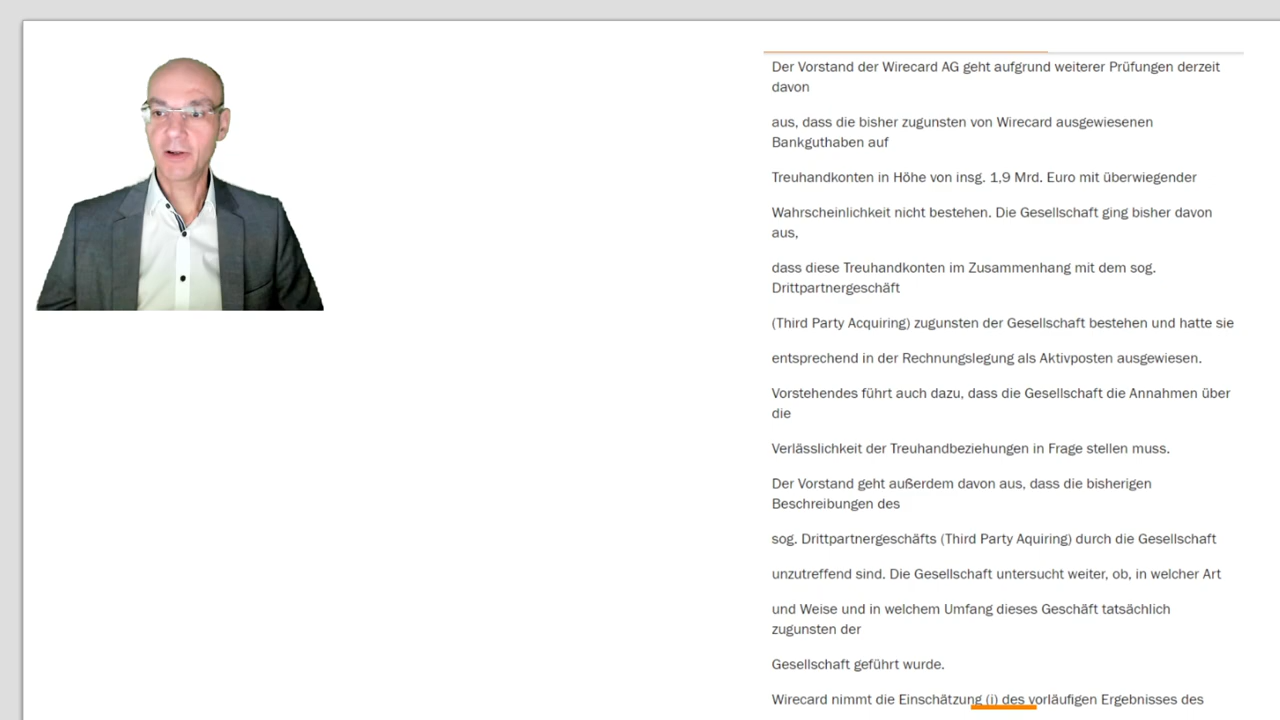 Der Vorstand der Wirecard AG geht aufgrund weiterer Prüfungen derzeit
davon
aus, dass die bisher zugunsten von Wirecard ausgewiesenen
Bankguthaben auf
Treuhandkonten in Höhe von insg. 1,9 Mrd. Euro mit überwiegender
Wahrscheinlichkeit nicht bestehen. Die Gesellschaft ging bisher davon
aus,
dass diese Treuhandkonten im Zusammenhang mit dem sog.
Drittpartnergeschäft
(Third Party Acquiring) zugunsten der Gesellschaft bestehen und hatte sie
entsprechend in der Rechnungslegung als Aktivposten ausgewiesen.
Vorstehendes führt auch dazu, dass die Gesellschaft die Annahmen über
die
Verlässlichkeit der Treuhandbeziehungen in Frage stellen muss.
Der Vorstand geht außerdem davon aus, dass die bisherigen
Beschreibungen des
sog. Drittpartnergeschäfts (Third Party Aquiring) durch die Gesellschaft
unzutreffend sind. Die Gesellschaft untersucht weiter, ob, in welcher Art
und Weise und in welchem Umfang dieses Geschäft tatsächlich
zugunsten der
Gesellschaft geführt wurde.
Wirecard nimmt die Einschätzung (i) des vorläufigen Ergebnisses des